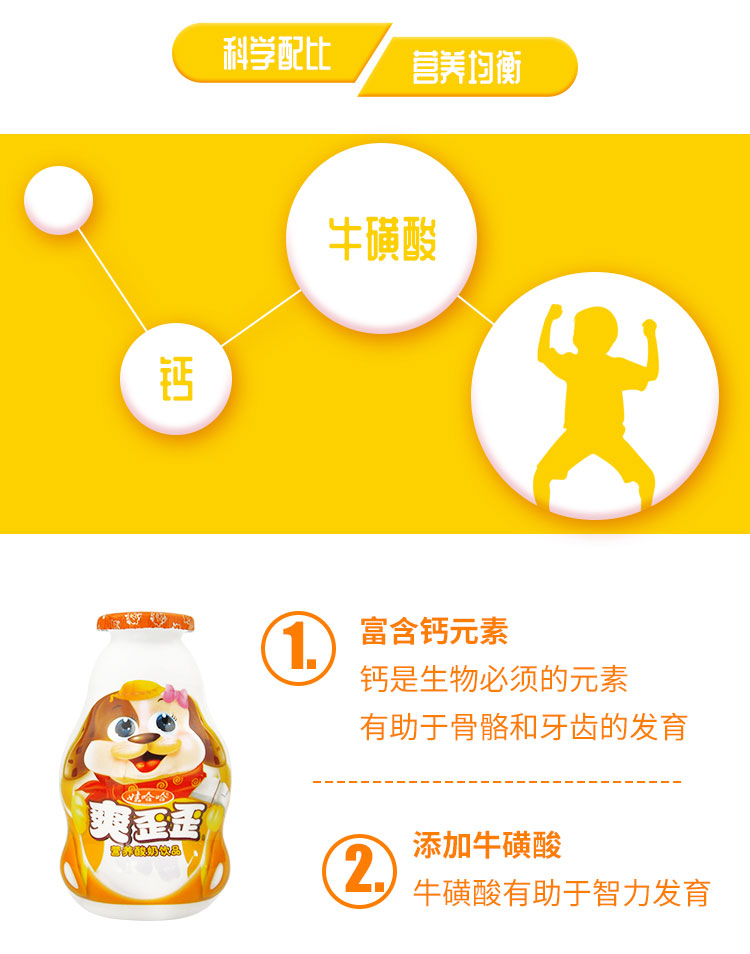 科学配比
营养均衡
牛磺酸
钙
1.
富含钙元素
钙是生物必须的元素
有助于骨骼和牙齿的发育
娃哈哈
爽歪歪
营养酸奶饮品
2.
添加牛磺酸
牛磺酸有助于智力发育